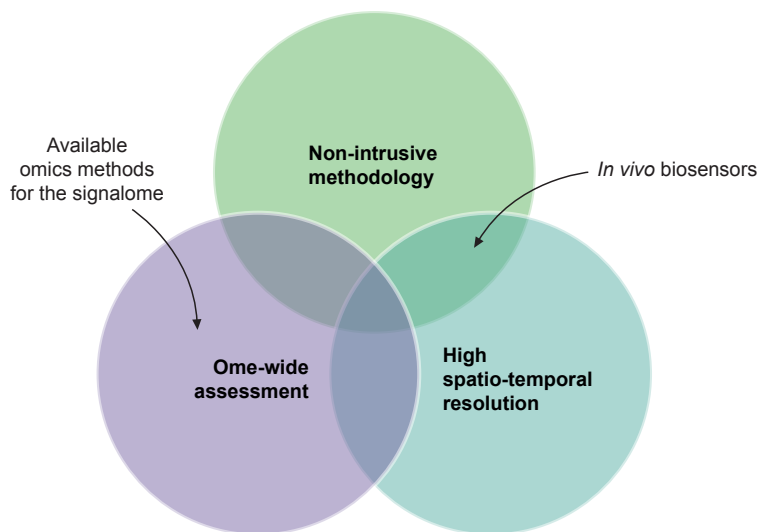 Non-intrusive
methodology
Available
omics methods
for the signalome
In vivo biosensors
Ome-wide
assessment
High
spatio-temporal
resolution